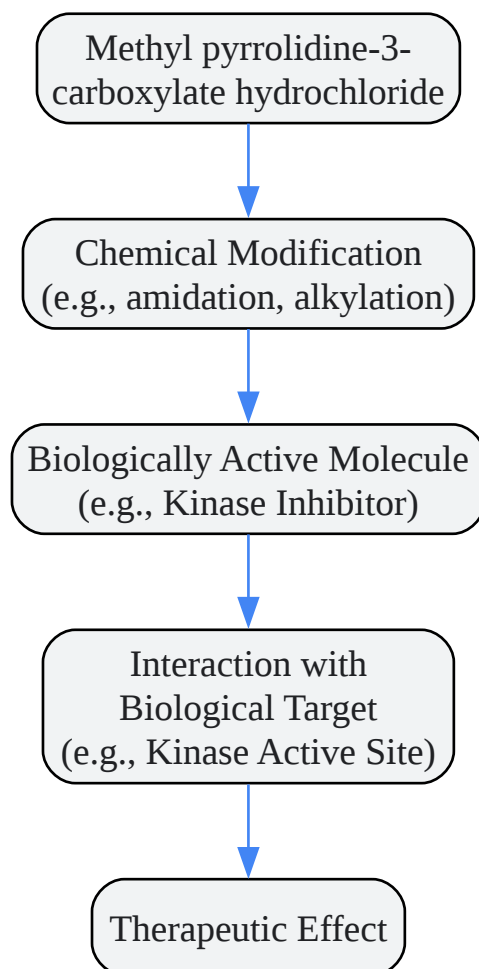 Methyl pyrrolidine-3-
carboxylate hydrochloride
Chemical Modification
(e.g., amidation, alkylation)
Biologically Active Molecule
(e.g., Kinase Inhibitor)
Interaction with
Biological Target
(e.g., Kinase Active Site)
Therapeutic Effect